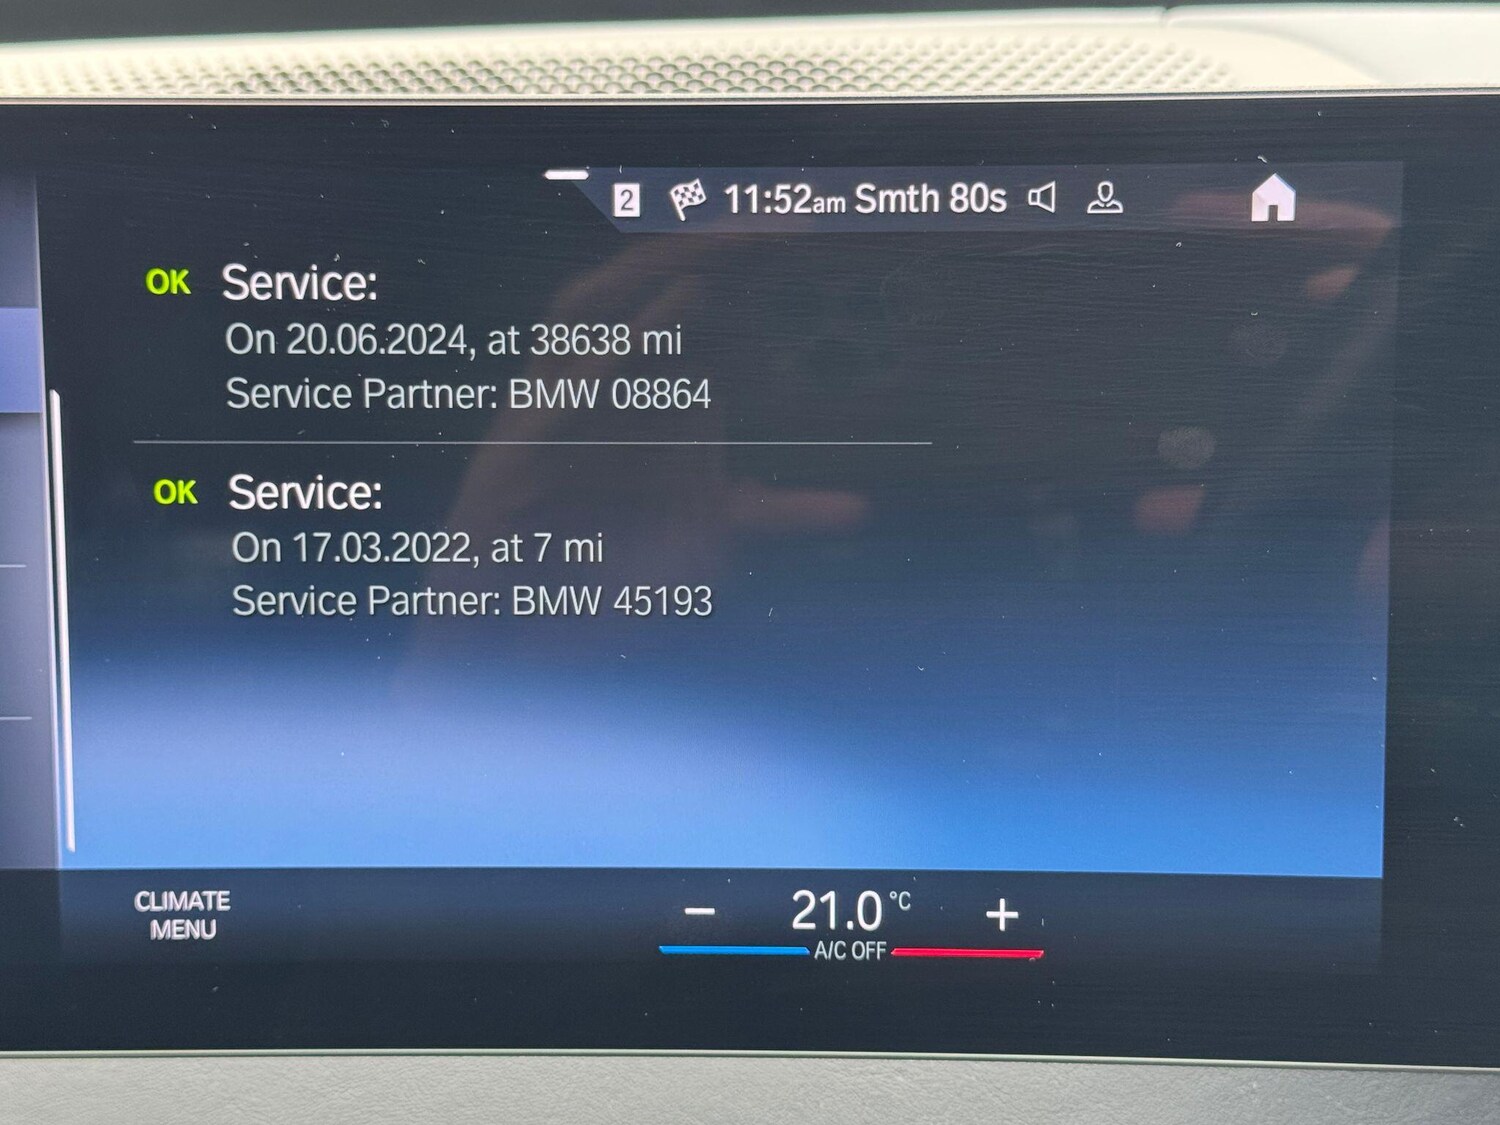 2 11:52am Smth 80s
OK Service:
On 20.06.2024, at 38638 mi
Service Partner: BMW 08864
OK Service:
On 17.03.2022, at 7 mi
Service Partner: BMW 45193
CLIMATE
MENU
− 21.0 °C +
A/C OFF